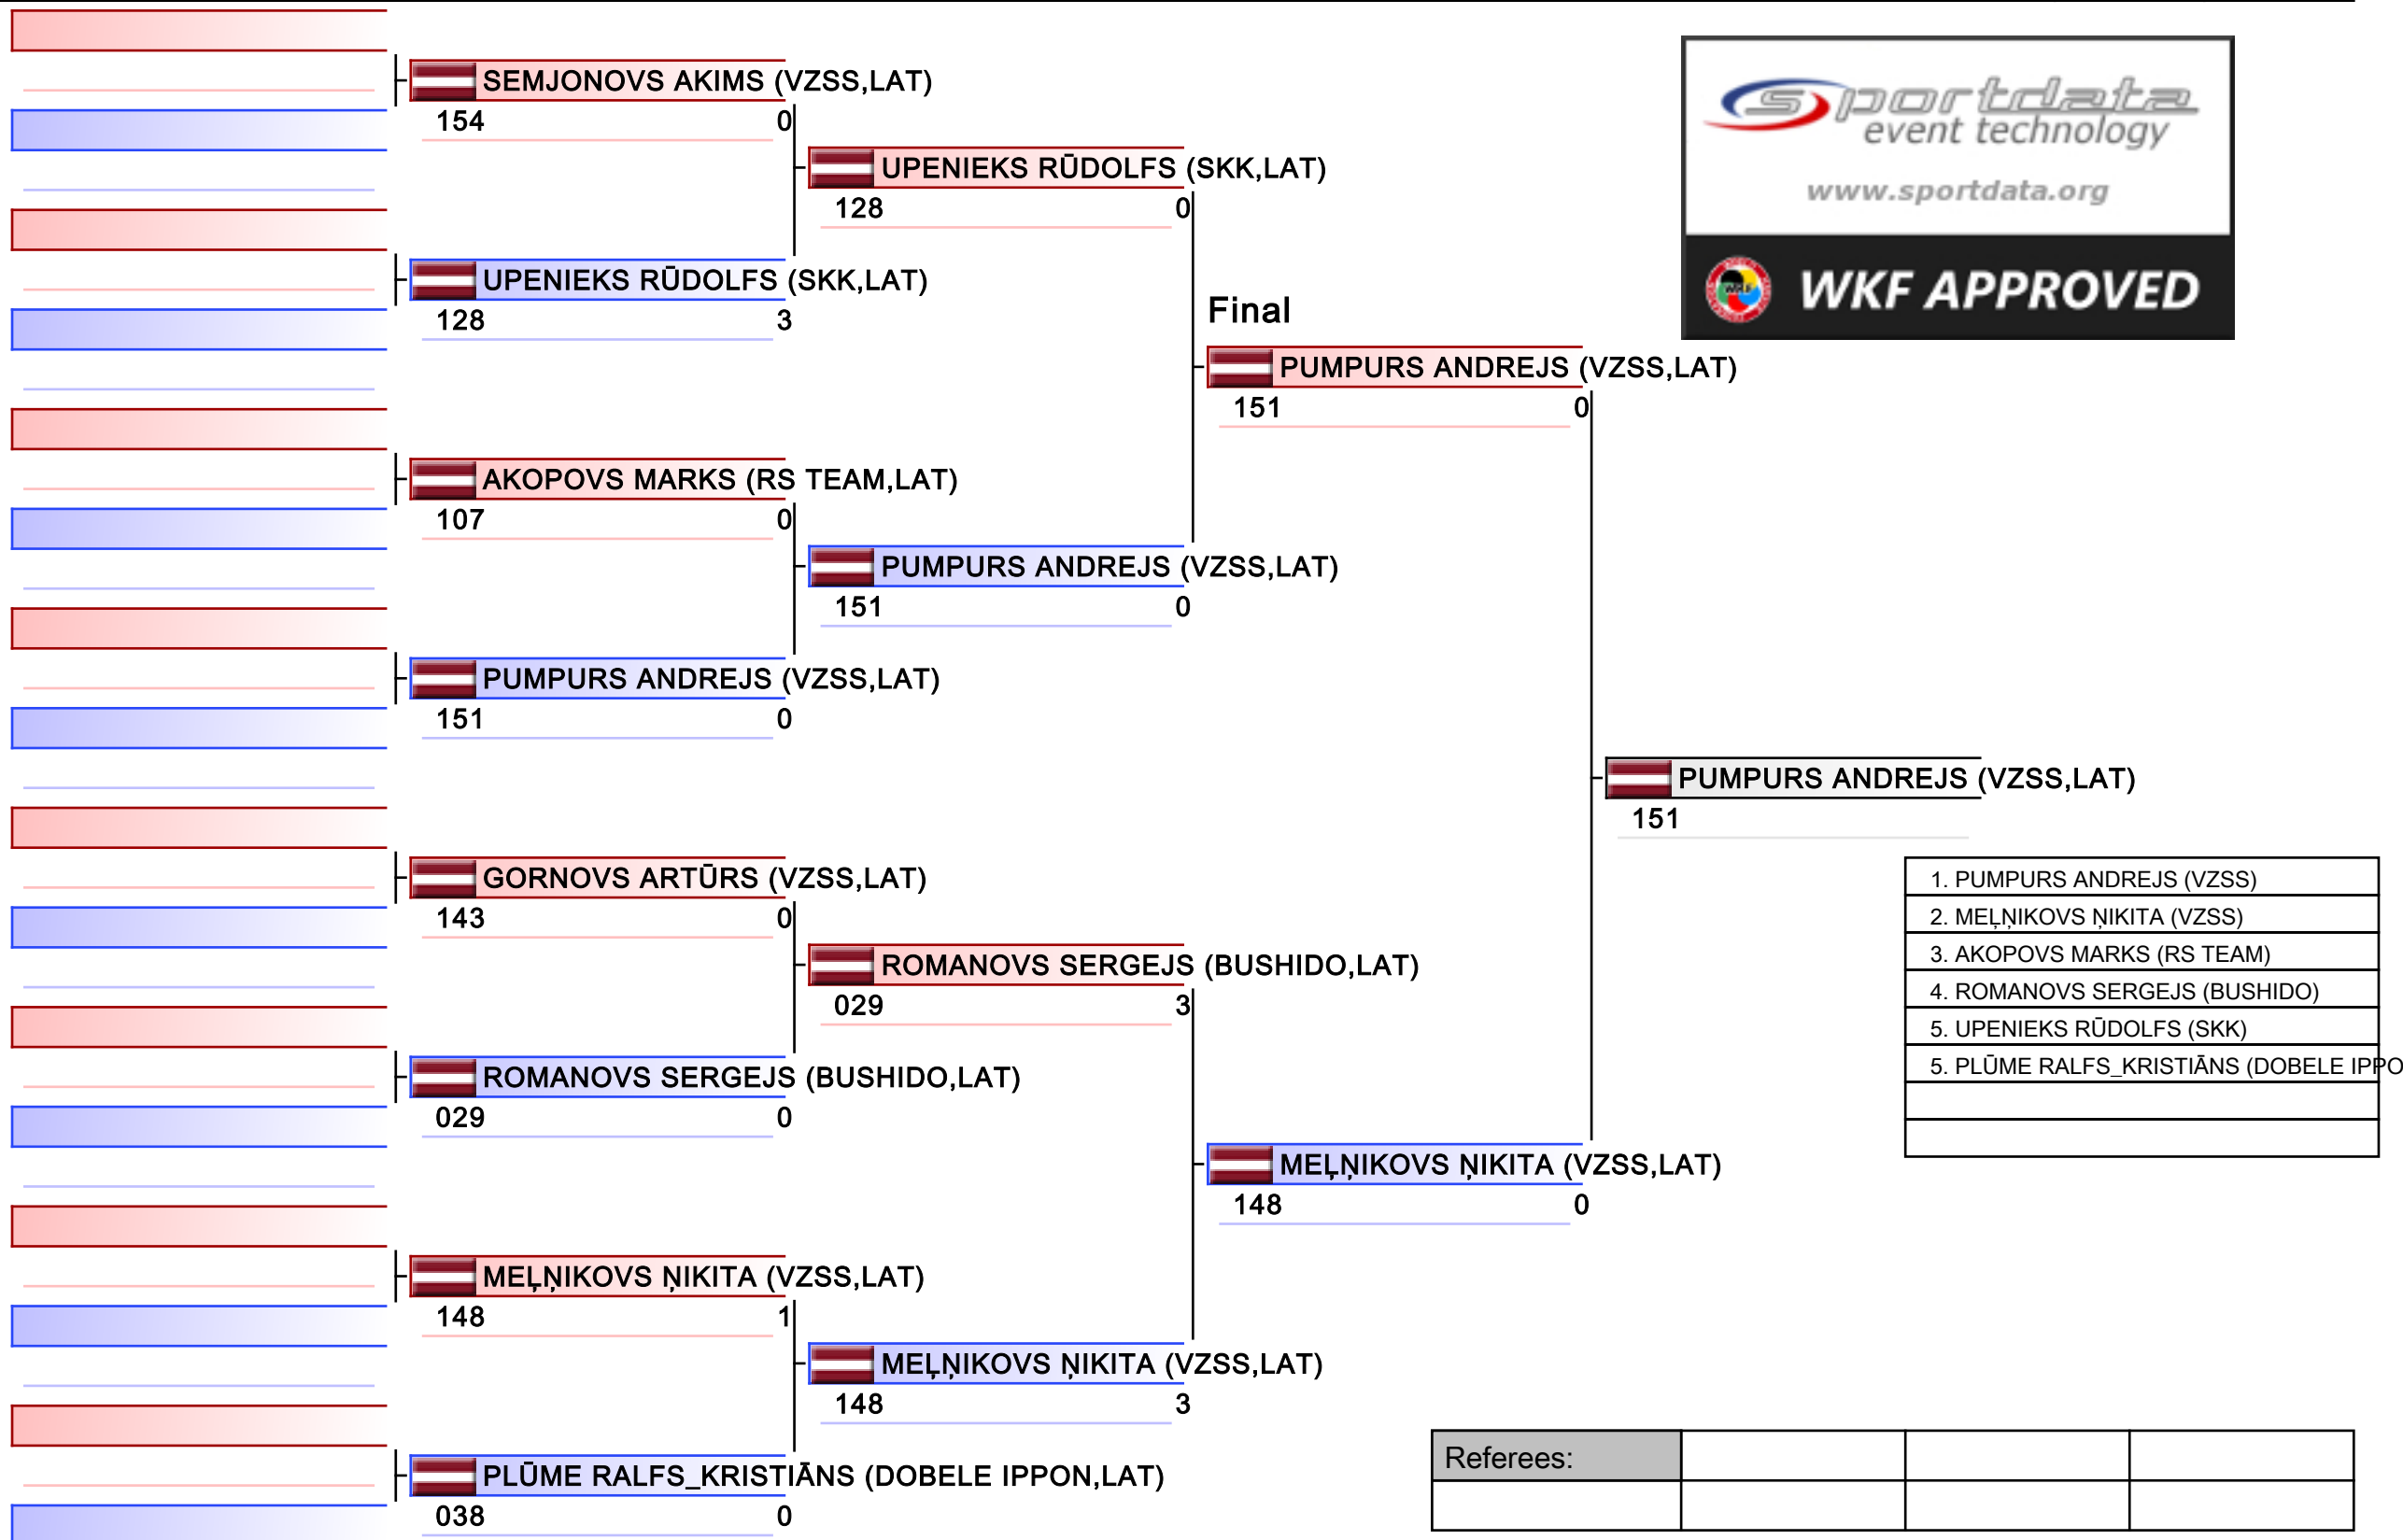 SEMJONOVS AKIMS (VZSS,LAT)
154 0
UPENIEKS RŪDOLFS (SKK,LAT)
128 3
AKOPOVS MARKS (RS TEAM,LAT)
107 0
PUMPURS ANDREJS (VZSS,LAT)
151 0
GORNOVS ARTŪRS (VZSS,LAT)
143 0
ROMANOVS SERGEJS (BUSHIDO,LAT)
029 0
MEĻŅIKOVS ŅIKITA (VZSS,LAT)
148 1
PLŪME RALFS_KRISTIĀNS (DOBELE IPPON,LAT)
038 0
UPENIEKS RŪDOLFS (SKK,LAT)
128 0
PUMPURS ANDREJS (VZSS,LAT)
151 0
ROMANOVS SERGEJS (BUSHIDO,LAT)
029 3
MEĻŅIKOVS ŅIKITA (VZSS,LAT)
148 3
Final
PUMPURS ANDREJS (VZSS,LAT)
151 0
MEĻŅIKOVS ŅIKITA (VZSS,LAT)
148 0
PUMPURS ANDREJS (VZSS,LAT)
151
sportdata
event technology
www.sportdata.org
WKF
WKF APPROVED
1. PUMPURS ANDREJS (VZSS)
2. MEĻŅIKOVS ŅIKITA (VZSS)
3. AKOPOVS MARKS (RS TEAM)
4. ROMANOVS SERGEJS (BUSHIDO)
5. UPENIEKS RŪDOLFS (SKK)
5. PLŪME RALFS_KRISTIĀNS (DOBELE IPPO
Referees: